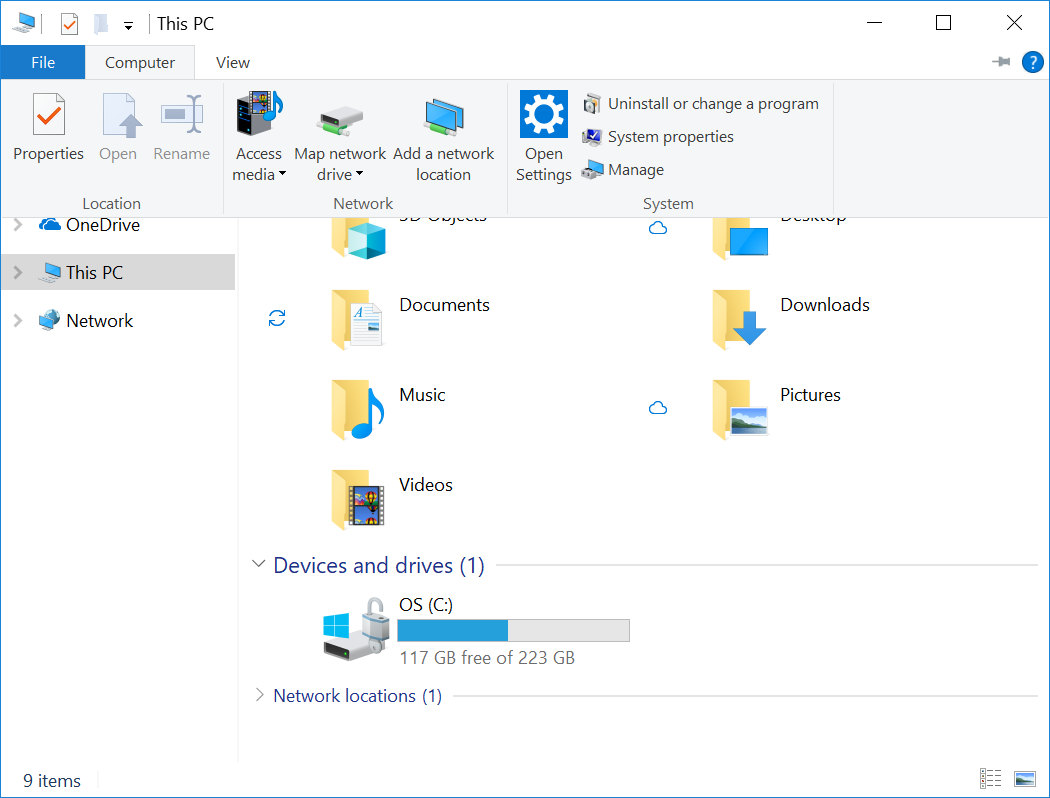 This PC
File
Computer
View
?
Properties
Open
Rename
Access
media
Map network
drive
Add a network
location
Open
Settings
Uninstall or change a program
System properties
Manage
Location
Network
System
OneDrive
This PC
Network
3D Objects
Desktop
Documents
Downloads
Music
Pictures
Videos
Devices and drives (1)
OS (C:)
117 GB free of 223 GB
Network locations (1)
9 items